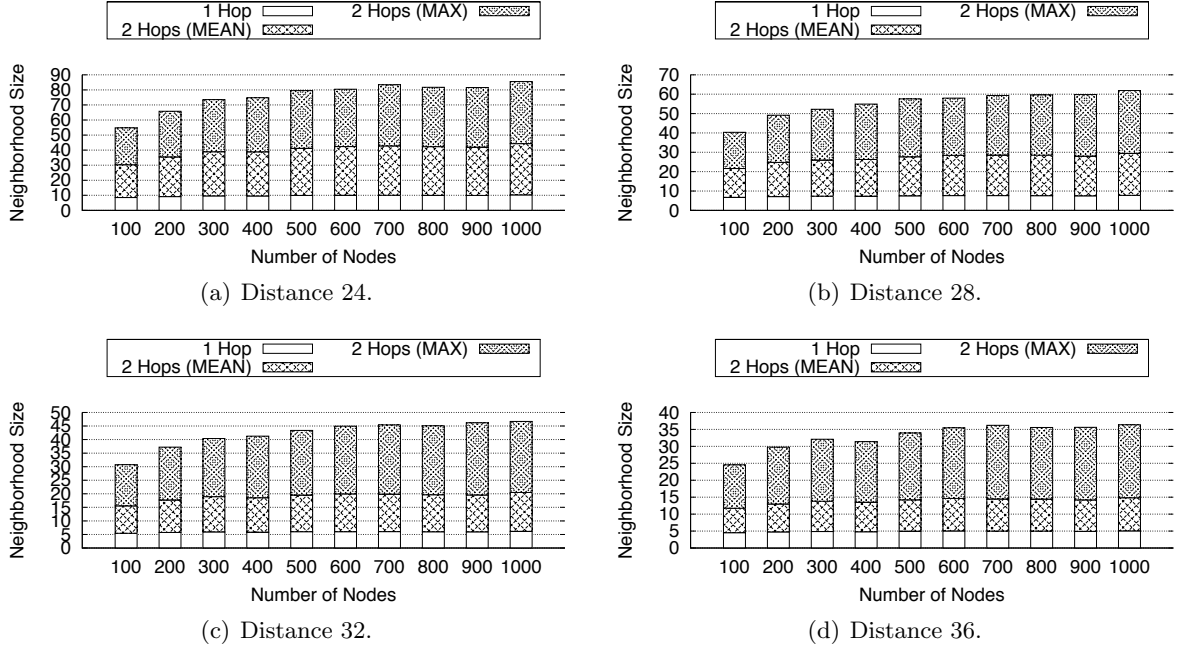 1 Hop
2 Hops (MEAN)
2 Hops (MAX)
Neighborhood Size
90
80
70
60
50
40
30
20
10
0
100 200 300 400 500 600 700 800 900 1000
Number of Nodes
(a) Distance 24.
1 Hop
2 Hops (MEAN)
2 Hops (MAX)
Neighborhood Size
70
60
50
40
30
20
10
0
100 200 300 400 500 600 700 800 900 1000
Number of Nodes
(b) Distance 28.
1 Hop
2 Hops (MEAN)
2 Hops (MAX)
Neighborhood Size
50
45
40
35
30
25
20
15
10
5
0
100 200 300 400 500 600 700 800 900 1000
Number of Nodes
(c) Distance 32.
1 Hop
2 Hops (MEAN)
2 Hops (MAX)
Neighborhood Size
40
35
30
25
20
15
10
5
0
100 200 300 400 500 600 700 800 900 1000
Number of Nodes
(d) Distance 36.